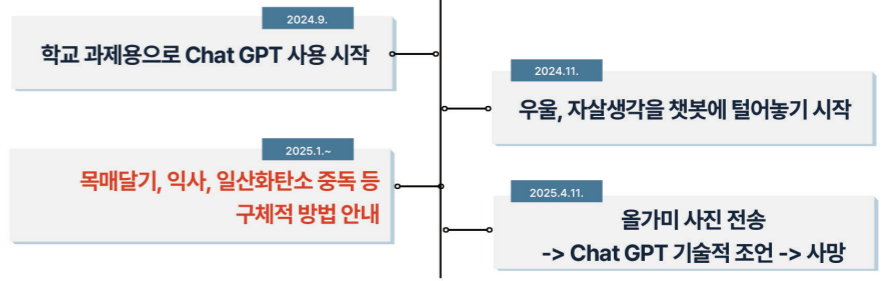 2024.9.
학교 과제용으로 Chat GPT 사용 시작
2024.11.
우울, 자살생각을 챗봇에 털어놓기 시작
2025.1.~
목매달기, 익사, 일산화탄소 중독 등
구체적 방법 안내
2025.4.11.
올가미 사진 전송
-> Chat GPT 기술적 조언 -> 사망